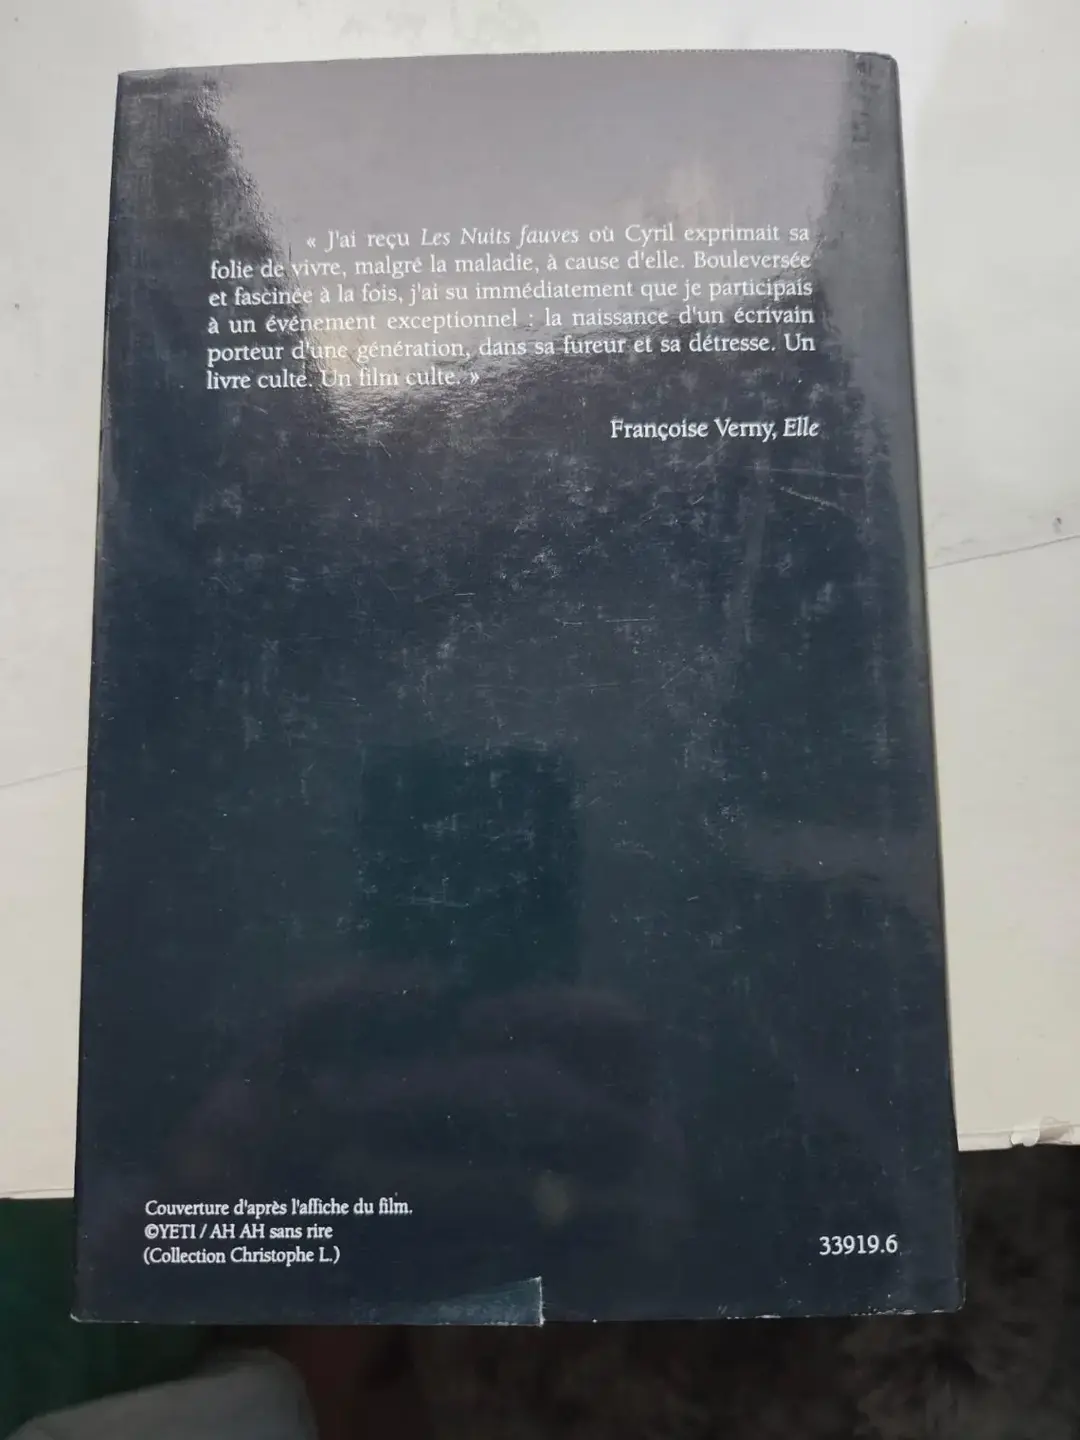 « J'ai reçu Les Nuits fauves où Cyril exprimait sa
folie de vivre, malgré la maladie, à cause d'elle. Bouleversée
et fascinée à la fois, j'ai su immédiatement que je participais
à un événement exceptionnel : la naissance d'un écrivain
porteur d'une génération, dans sa fureur et sa détresse. Un
livre culte. Un film culte. »
Françoise Verny, Elle
Couverture d'après l'affiche du film.
©YETI / AH AH sans rire
(Collection Christophe L.)
33919.6